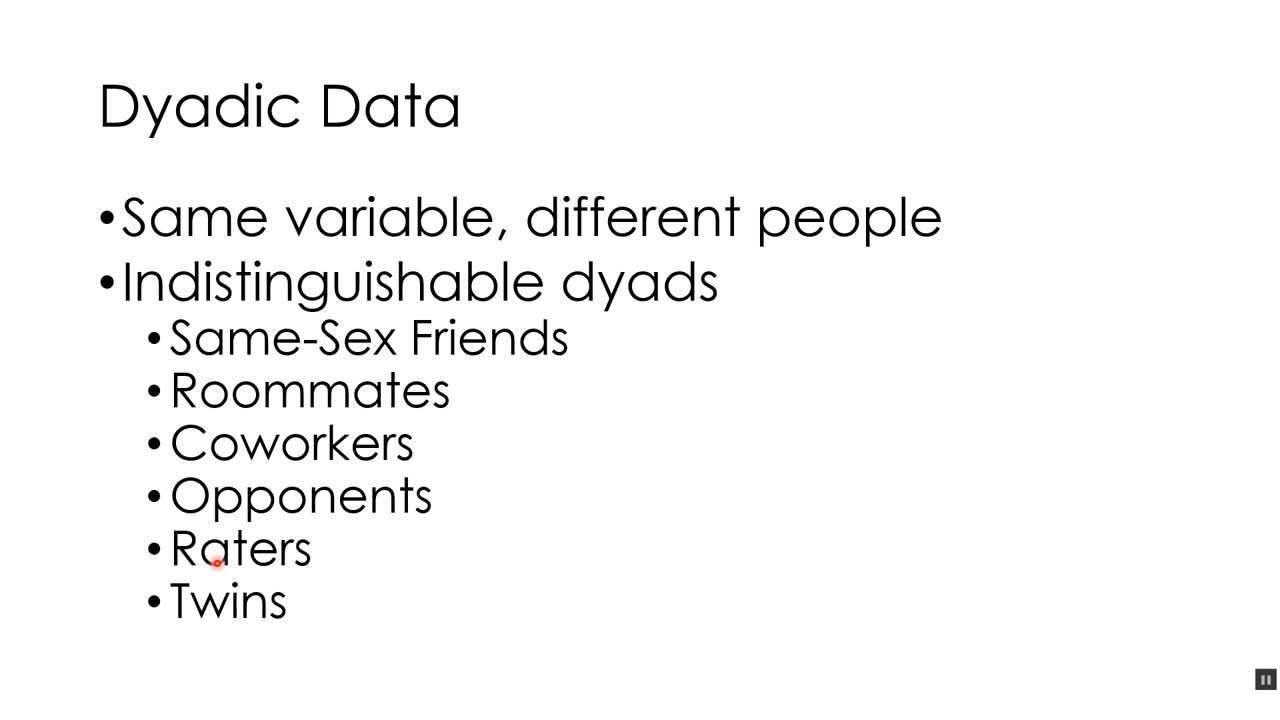 Dyadic Data
•Same variable, different people
•Indistinguishable dyads
•Same-Sex Friends
•Roommates
•Coworkers
•Opponents
•Raters
•Twins